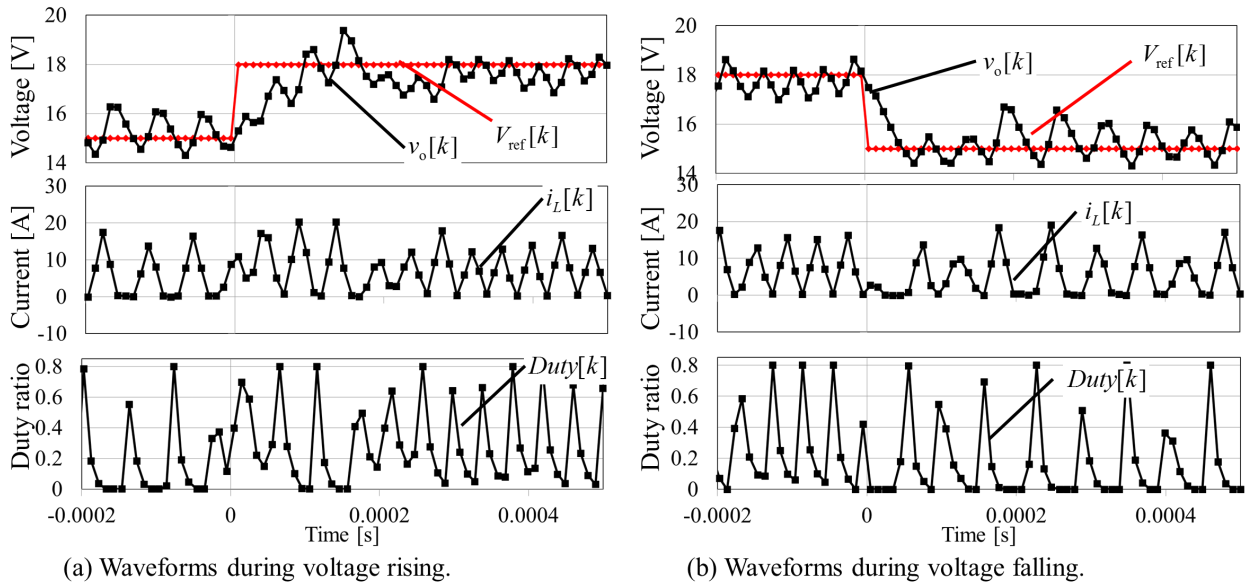 Voltage [V]
20
18
16
14
vo[k]
Vref[k]
Current [A]
30
20
10
0
-10
iL[k]
Duty ratio
0.8
0.6
0.4
0.2
0
Duty[k]
-0.0002
0
0.0002
0.0004
Time [s]
(a) Waveforms during voltage rising.
Voltage [V]
20
18
16
14
vo[k]
Vref[k]
Current [A]
30
20
10
0
-10
iL[k]
Duty ratio
0.8
0.6
0.4
0.2
0
Duty[k]
-0.0002
0
0.0002
0.0004
Time [s]
(b) Waveforms during voltage falling.